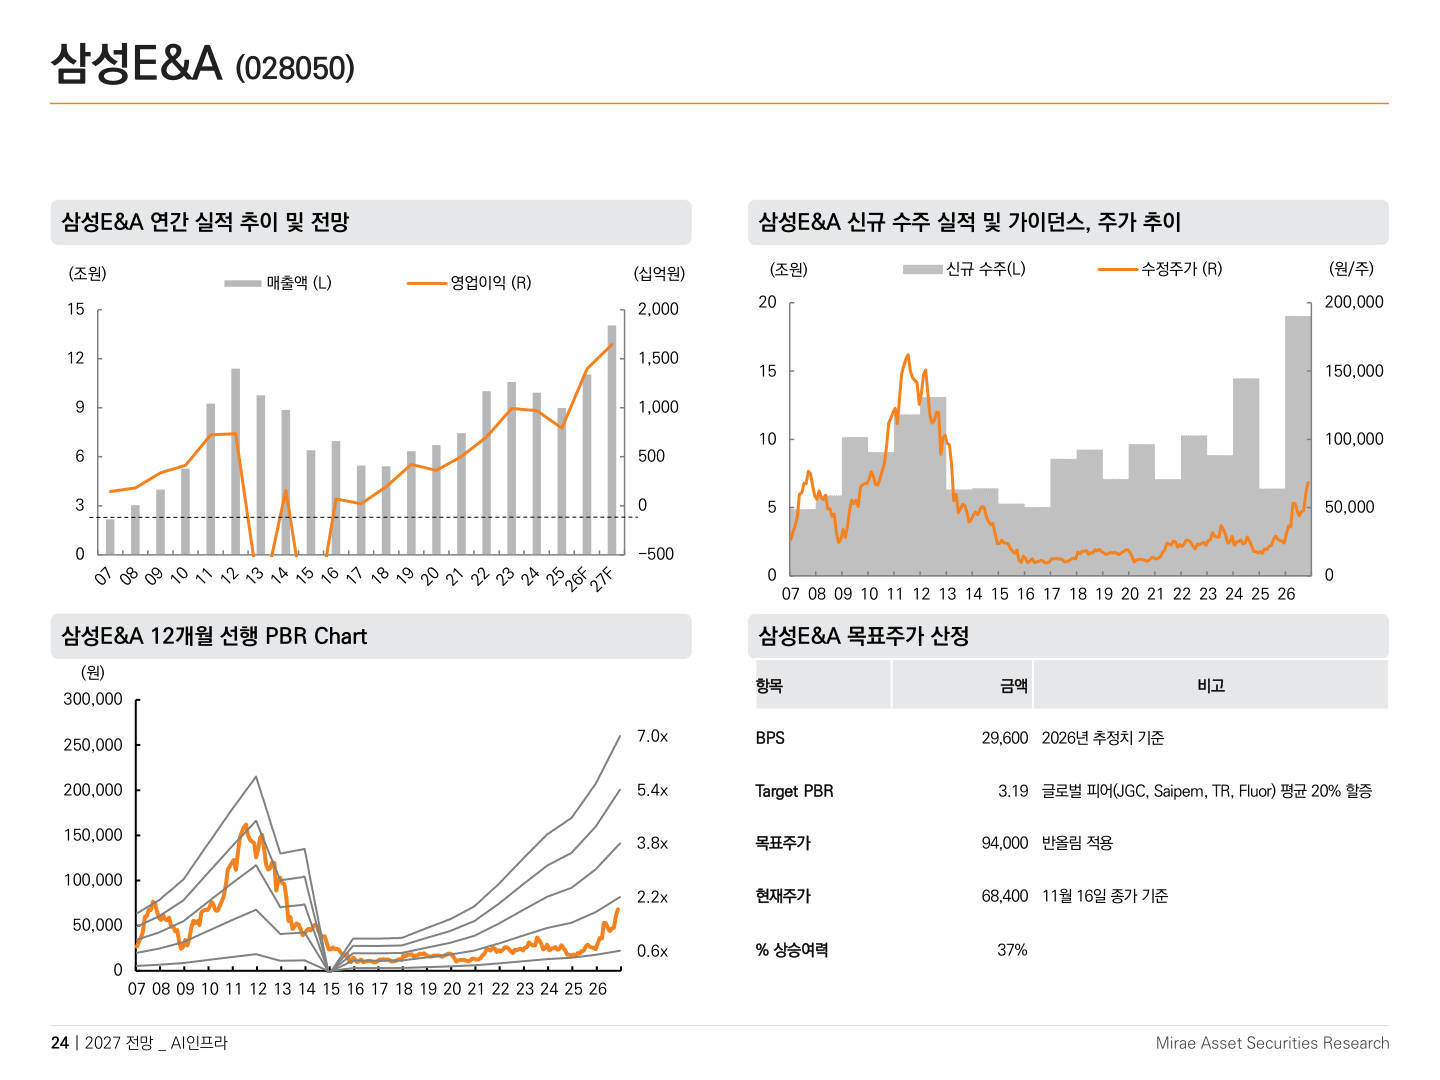 삼성E&A (028050)
삼성E&A 연간 실적 추이 및 전망
(조원)
매출액 (L)
영업이익 (R)
(십억원)
15
12
9
6
3
0
2,000
1,500
1,000
500
0
-500
07 08 09 10 11 12 13 14 15 16 17 18 19 20 21 22 23 24 25 26F 27F
삼성E&A 신규 수주 실적 및 가이던스, 주가 추이
(조원)
신규 수주(L)
수정주가 (R)
(원/주)
20
15
10
5
0
200,000
150,000
100,000
50,000
0
07 08 09 10 11 12 13 14 15 16 17 18 19 20 21 22 23 24 25 26
삼성E&A 12개월 선행 PBR Chart
(원)
300,000
250,000
200,000
150,000
100,000
50,000
0
7.0x
5.4x
3.8x
2.2x
0.6x
07 08 09 10 11 12 13 14 15 16 17 18 19 20 21 22 23 24 25 26
삼성E&A 목표주가 산정
항목 금액 비고
BPS 29,600 2026년 추정치 기준
Target PBR 3.19 글로벌 피어(JGC, Saipem, TR, Fluor) 평균 20% 할증
목표주가 94,000 반올림 적용
현재주가 68,400 11월 16일 종가 기준
% 상승여력 37%
24 | 2027 전망 _ AI인프라
Mirae Asset Securities Research